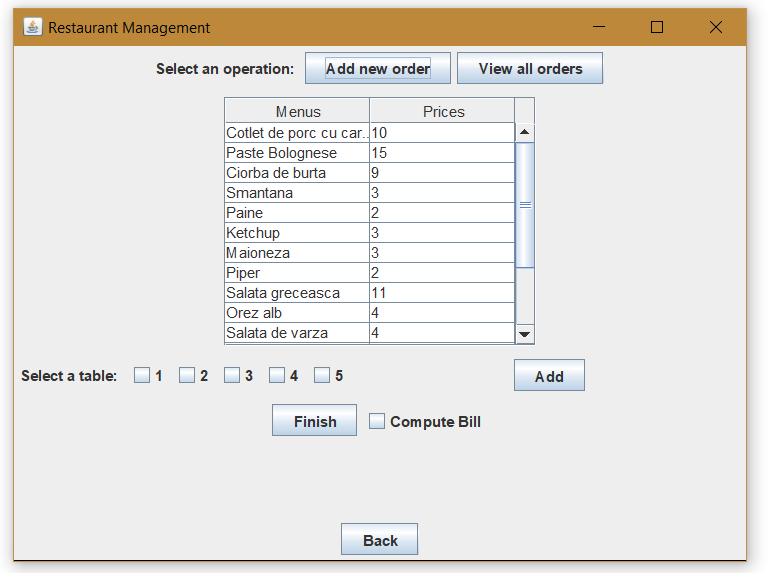 Restaurant Management
Select an operation: Add new order View all orders
Menus Prices
Cotlet de porc cu car... 10
Paste Bolognese 15
Ciorba de burta 9
Smantana 3
Paine 2
Ketchup 3
Maioneza 3
Piper 2
Salata greceasca 11
Orez alb 4
Salata de varza 4
Select a table: 1 2 3 4 5 Add
Finish Compute Bill
Back